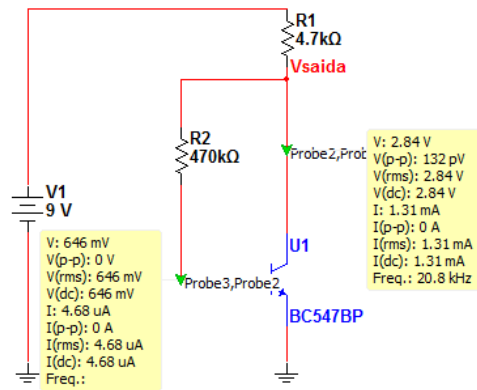 R1
4.7kΩ
Vsaida
R2
470kΩ
Probe2,Prob
V: 2.84 V
V(p-p): 132 pV
V(rms): 2.84 V
V(dc): 2.84 V
I: 1.31 mA
I(p-p): 0 A
I(rms): 1.31 mA
I(dc): 1.31 mA
Freq.: 20.8 kHz
V1
9 V
V: 646 mV
V(p-p): 0 V
V(rms): 646 mV
V(dc): 646 mV
I: 4.68 uA
I(p-p): 0 A
I(rms): 4.68 uA
I(dc): 4.68 uA
Freq.:
Probe3,Probe2
U1
BC547BP